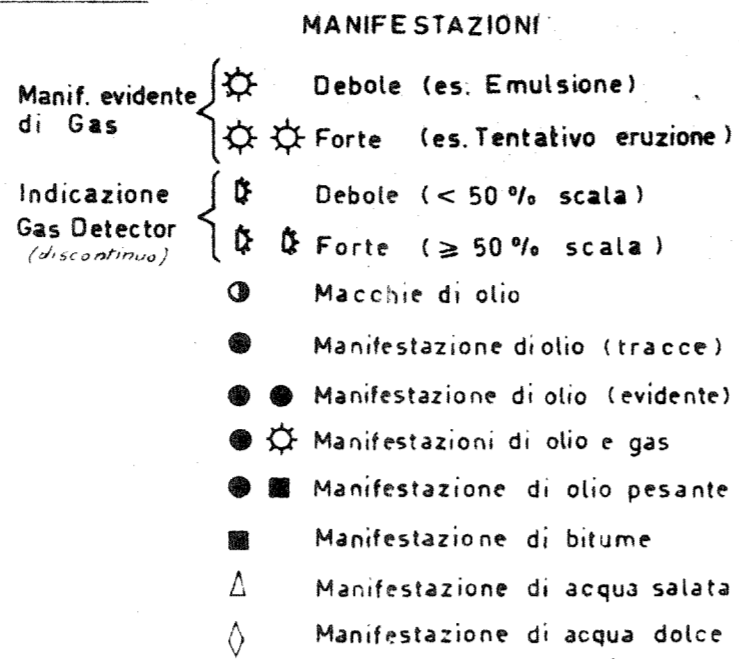 MANIFESTAZIONI
Manif. evidente di Gas
Debole (es. Emulsione)
Forte (es. Tentativo eruzione)
Indicazione Gas Detector
(discontinuo)
Debole (< 50 % scala)
Forte (≥ 50 % scala)
Macchie di olio
Manifestazione di olio (tracce)
Manifestazione di olio (evidente)
Manifestazioni di olio e gas
Manifestazione di olio pesante
Manifestazione di bitume
Manifestazione di acqua salata
Manifestazione di acqua dolce